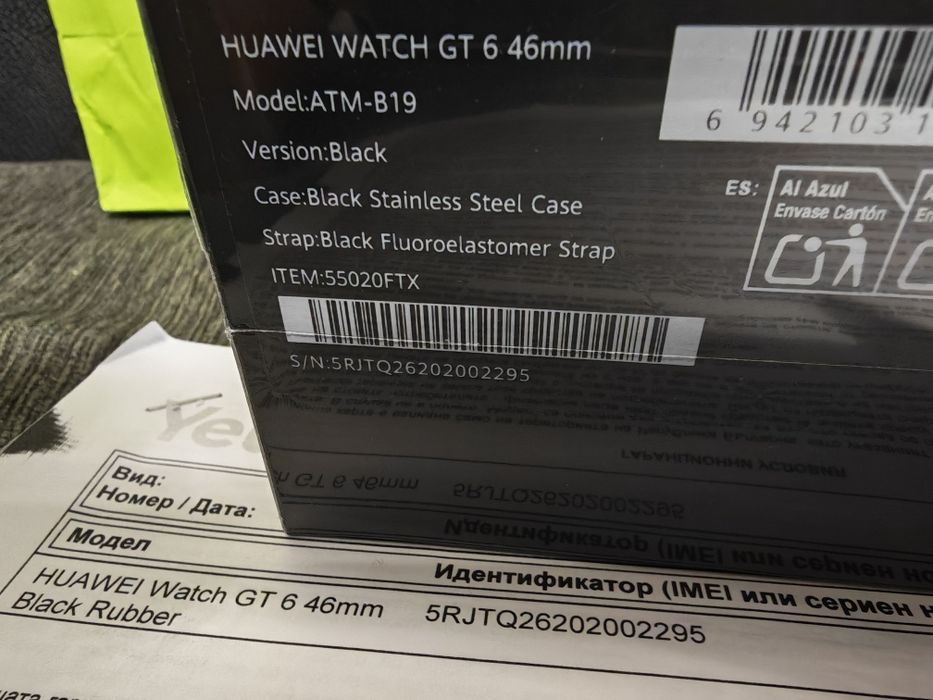 HUAWEI WATCH GT 6 46mm
Model:ATM-B19
Version:Black
Case:Black Stainless Steel Case
Strap:Black Fluoroelastomer Strap
ITEM:55020FTX
S/N:5RJTQ26202002295
6 942103 1
ES:
Al Azul
Envase Cartón
Вид:
Номер / Дата:
Модел
Идентификатор (IMEI или сериен
HUAWEI Watch GT 6 46mm
Black Rubber
5RJTQ26202002295